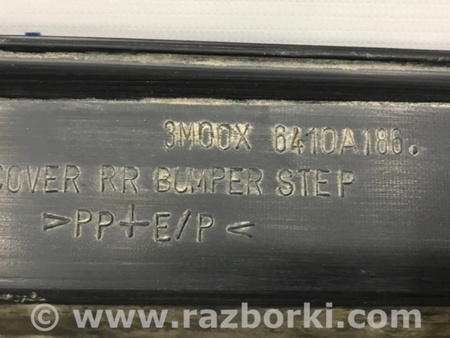 3M00X 6410A186.
COVER RR BUMPER STEP
>PP+E/P<
© www.razborki.com